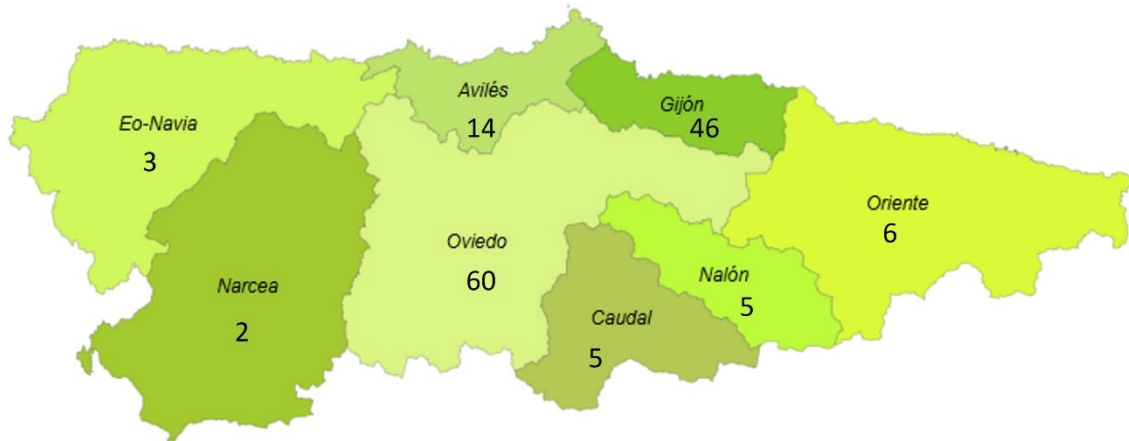 Avilés
14
Gijón
46
Eo-Navia
3
Oriente
6
Oviedo
60
Nalón
5
Narcea
2
Caudal
5